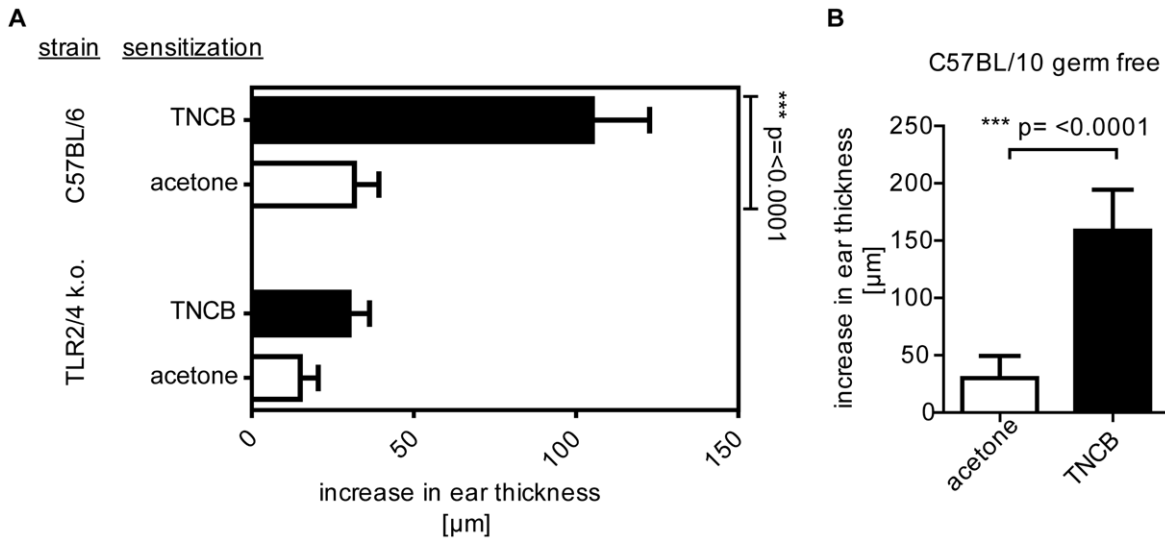 A
strain sensitization
C57BL/6
TNCB
acetone
*** p=<0.0001
TLR2/4 k.o.
TNCB
acetone
0 50 100 150
increase in ear thickness
[µm]
B
C57BL/10 germ free
*** p= <0.0001
increase in ear thickness
[µm]
250
200
150
100
50
0
acetone TNCB